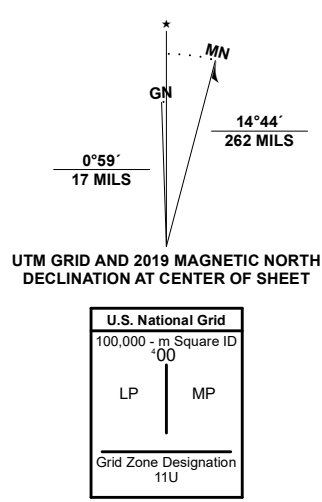 ★
MN
GN
14°44´
262 MILS
0°59´
17 MILS
UTM GRID AND 2019 MAGNETIC NORTH
DECLINATION AT CENTER OF SHEET
U.S. National Grid
100,000 - m Square ID
⁴00
LP MP
Grid Zone Designation
11U